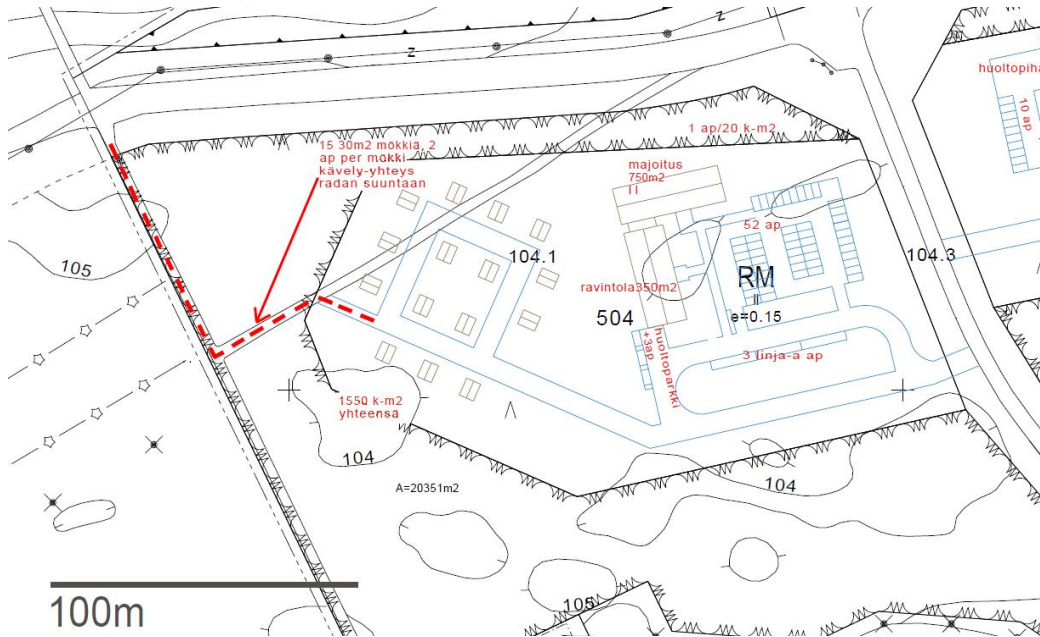 z
z
huoltopiha
10 ap
1 ap/20 k-m2
15 30m2 mökkiä, 2
ap per mökki
kävely-yhteys
radan suuntaan
majoitus
750m2
II
52 ap
105
104.1
104.3
RM
II
e=0.15
ravintola350m2
504
huoltoparkki
+3ap
3 linja-a ap
1550 k-m2
yhteensä
104
A=20351m2
104
105
100m